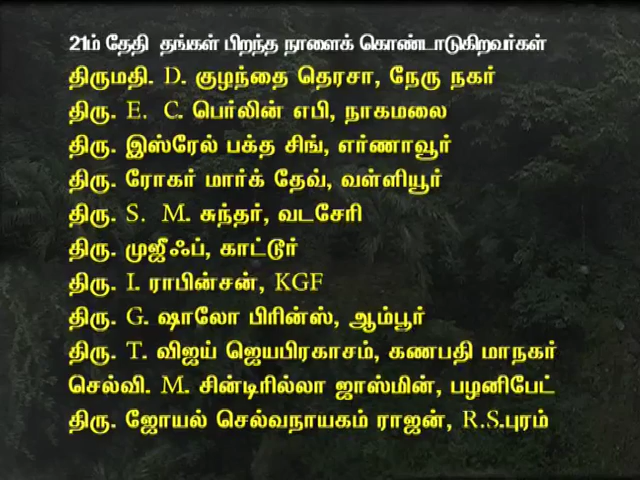 21ம் தேதி தங்கள் பிறந்த நாளைக் கொண்டாடுகிறவர்கள்
திருமதி. D. குழந்தை தெரசா, நேரு நகர்
திரு. E. C. பெர்லின் எபி, நாகமலை
திரு. இஸ்ரேல் பக்த சிங், எர்ணாவூர்
திரு. ரோகர் மார்க் தேவ், வள்ளியூர்
திரு. S. M. சுந்தர், வடசேரி
திரு. முஜீஃப், காட்டூர்
திரு. I. ராபின்சன், KGF
திரு. G. ஷாலோ பிரின்ஸ், ஆம்பூர்
திரு. T. விஜய் ஜெயபிரகாசம், கணபதி மாநகர்
செல்வி. M. சின்டிரில்லா ஜாஸ்மின், பழனிபேட்
திரு. ஜோயல் செல்வநாயகம் ராஜன், R.S.புரம்